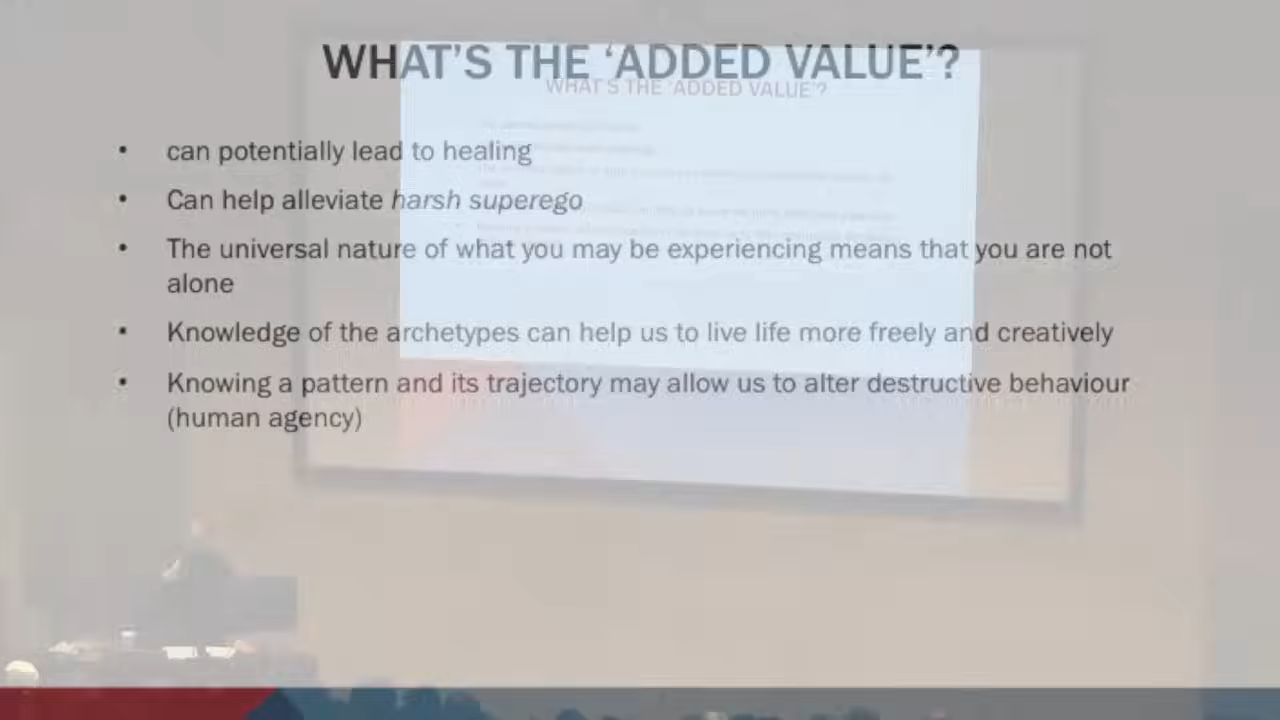 WHAT'S THE 'ADDED VALUE'?
WHAT'S THE 'ADDED VALUE'?
• can potentially lead to healing
• Can help alleviate harsh superego
• The universal nature of what you may be experiencing means that you are not
alone
• Knowledge of the archetypes can help us to live life more freely and creatively
• Knowing a pattern and its trajectory may allow us to alter destructive behaviour
(human agency)